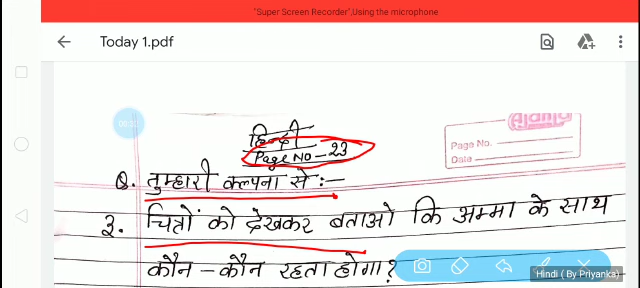 "Super Screen Recorder",Using the microphone
Today 1.pdf
हिन्दी
Page No - 23
Page No.
Date
Q. तुम्हारी कल्पना से :-
३. चित्रों को देखकर बताओ कि अम्मा के साथ
कौन - कौन रहता होगा?
Hindi ( By Priyanka)